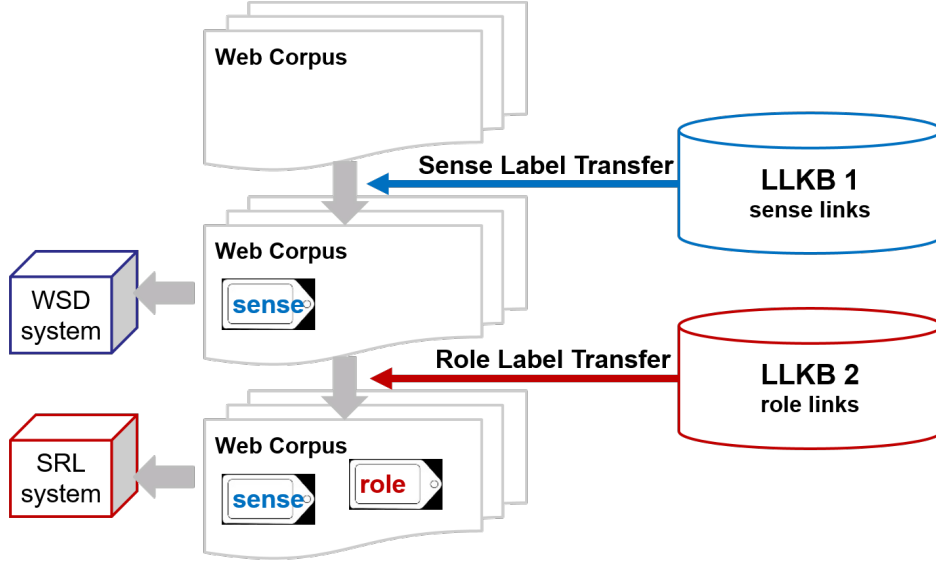 Web Corpus
Sense Label Transfer
LLKB 1
sense links
Web Corpus
sense
WSD
system
Role Label Transfer
LLKB 2
role links
Web Corpus
sense
role
SRL
system